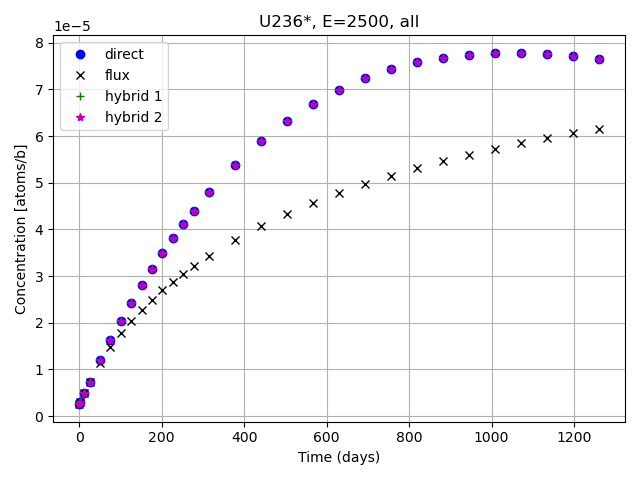 U236*, E=2500, all
1e−5
direct
flux
hybrid 1
hybrid 2
8
7
6
5
4
3
2
1
0
Concentration [atoms/b]
0 200 400 600 800 1000 1200
Time (days)